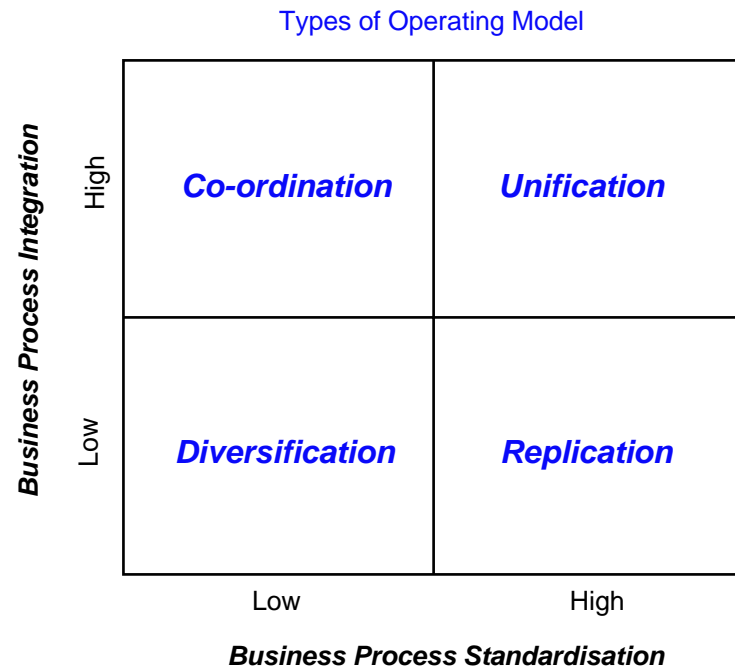 Types of Operating Model
Business Process Integration
High
Co-ordination
Unification
Low
Diversification
Replication
Low
High
Business Process Standardisation